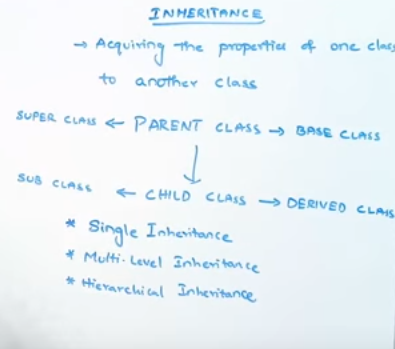 INHERITANCE
→ Acquiring the properties of one class
to another class
SUPER CLASS ← PARENT CLASS → BASE CLASS
SUB CLASS ← CHILD CLASS → DERIVED CLASS
* Single Inheritance
* Multi-Level Inheritance
* Hierarchical Inheritance